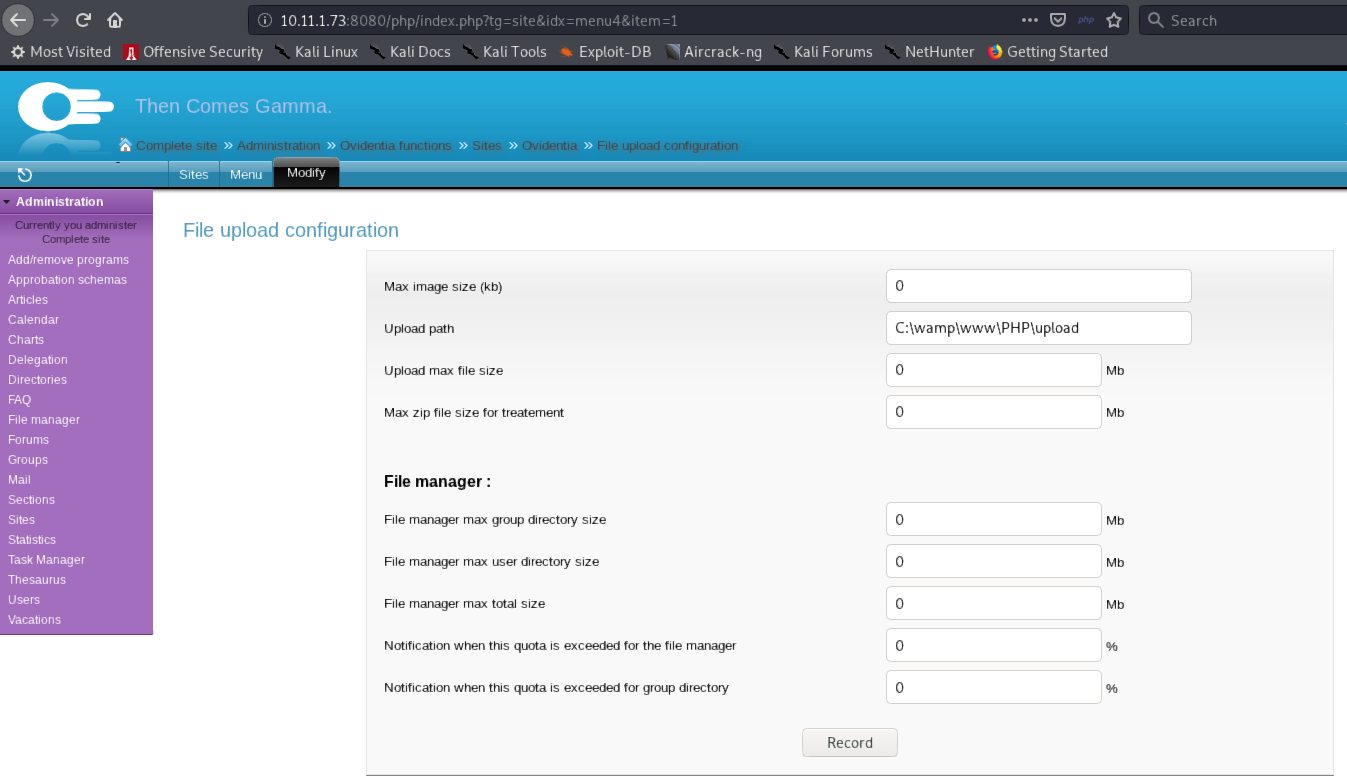 10.11.1.73:8080/php/index.php?tg=site&idx=menu4&item=1
php
Search
Most Visited Offensive Security Kali Linux Kali Docs Kali Tools Exploit-DB Aircrack-ng Kali Forums NetHunter Getting Started
Then Comes Gamma.
Complete site » Administration » Ovidentia functions » Sites » Ovidentia » File upload configuration
Sites Menu Modify
Administration
Currently you administer
Complete site
Add/remove programs
Approbation schemas
Articles
Calendar
Charts
Delegation
Directories
FAQ
File manager
Forums
Groups
Mail
Sections
Sites
Statistics
Task Manager
Thesaurus
Users
Vacations
File upload configuration
Max image size (kb) 0
Upload path C:\wamp\www\PHP\upload
Upload max file size 0 Mb
Max zip file size for treatement 0 Mb
File manager :
File manager max group directory size 0 Mb
File manager max user directory size 0 Mb
File manager max total size 0 Mb
Notification when this quota is exceeded for the file manager 0 %
Notification when this quota is exceeded for group directory 0 %
Record